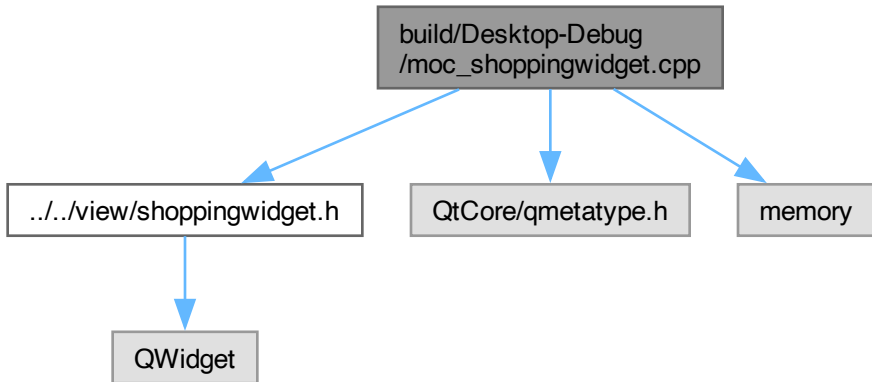 build/Desktop-Debug
/moc_shoppingwidget.cpp
../../view/shoppingwidget.h
QtCore/qmetatype.h
memory
QWidget